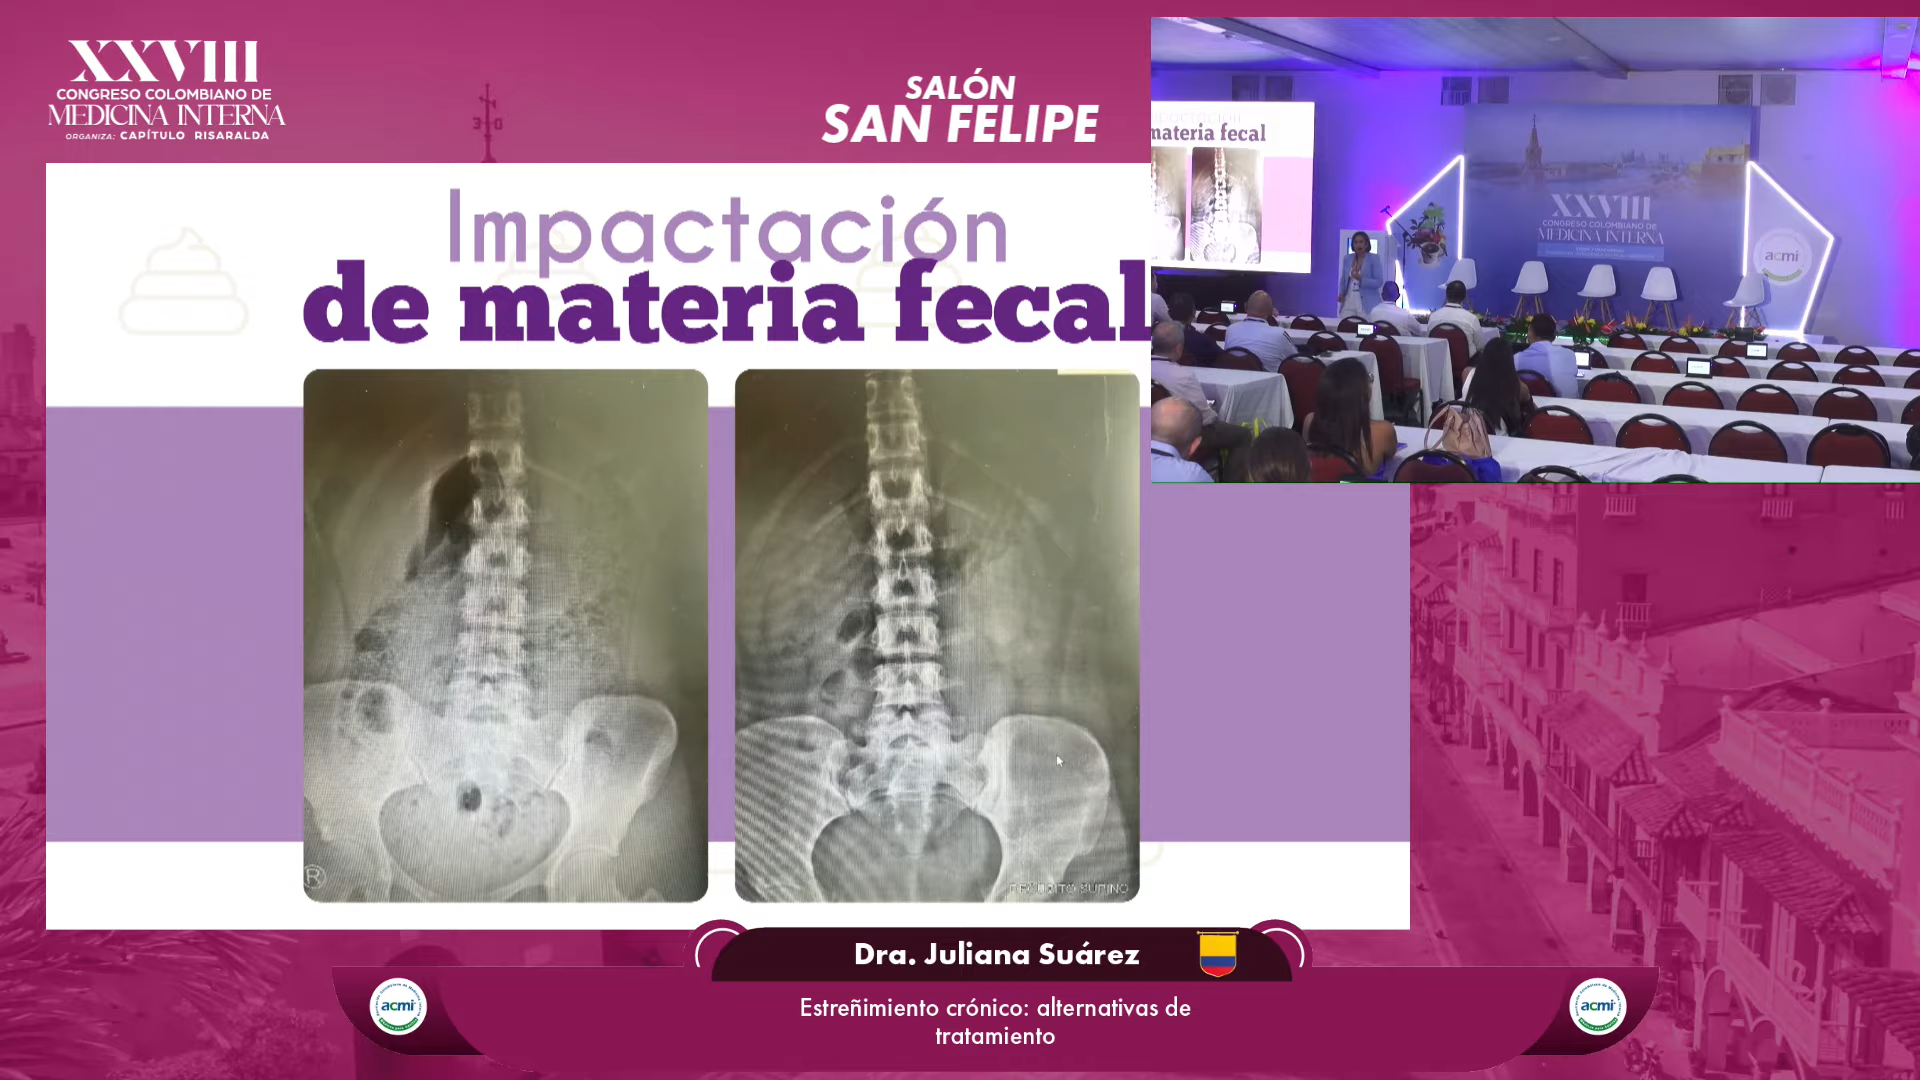 XXVIII
CONGRESO COLOMBIANO DE
MEDICINA INTERNA
ORGANIZA: CAPÍTULO RISARALDA
SALÓN
SAN FELIPE
Impactación
de materia fecal
R
DECUBITO SUPINO
materia fecal
XXVIII
CONGRESO COLOMBIANO DE
MEDICINA INTERNA
acmi
Dra. Juliana Suárez
acmi
Estreñimiento crónico: alternativas de
tratamiento
acmi